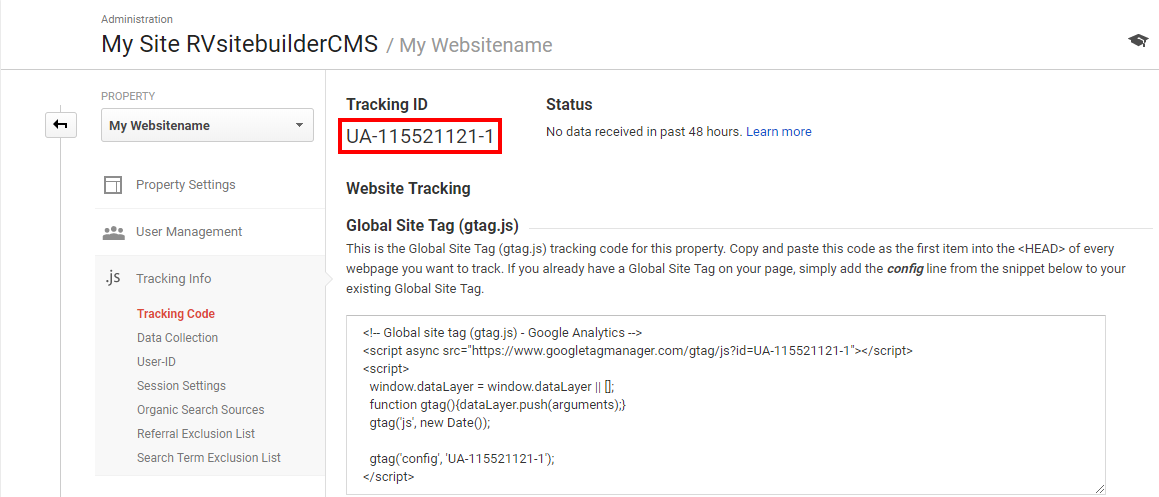 Administration
My Site RVsitebuilderCMS / My Websitename
PROPERTY
My Websitename
Property Settings
User Management
.js Tracking Info
Tracking Code
Data Collection
User-ID
Session Settings
Organic Search Sources
Referral Exclusion List
Search Term Exclusion List
Tracking ID
UA-115521121-1
Status
No data received in past 48 hours. Learn more
Website Tracking
Global Site Tag (gtag.js)
This is the Global Site Tag (gtag.js) tracking code for this property. Copy and paste this code as the first item into the <HEAD> of every
webpage you want to track. If you already have a Global Site Tag on your page, simply add the config line from the snippet below to your
existing Global Site Tag.
<!-- Global site tag (gtag.js) - Google Analytics -->
<script async src="https://www.googletagmanager.com/gtag/js?id=UA-115521121-1"></script>
<script>
window.dataLayer = window.dataLayer || [];
function gtag(){dataLayer.push(arguments);}
gtag('js', new Date());
gtag('config', 'UA-115521121-1');
</script>